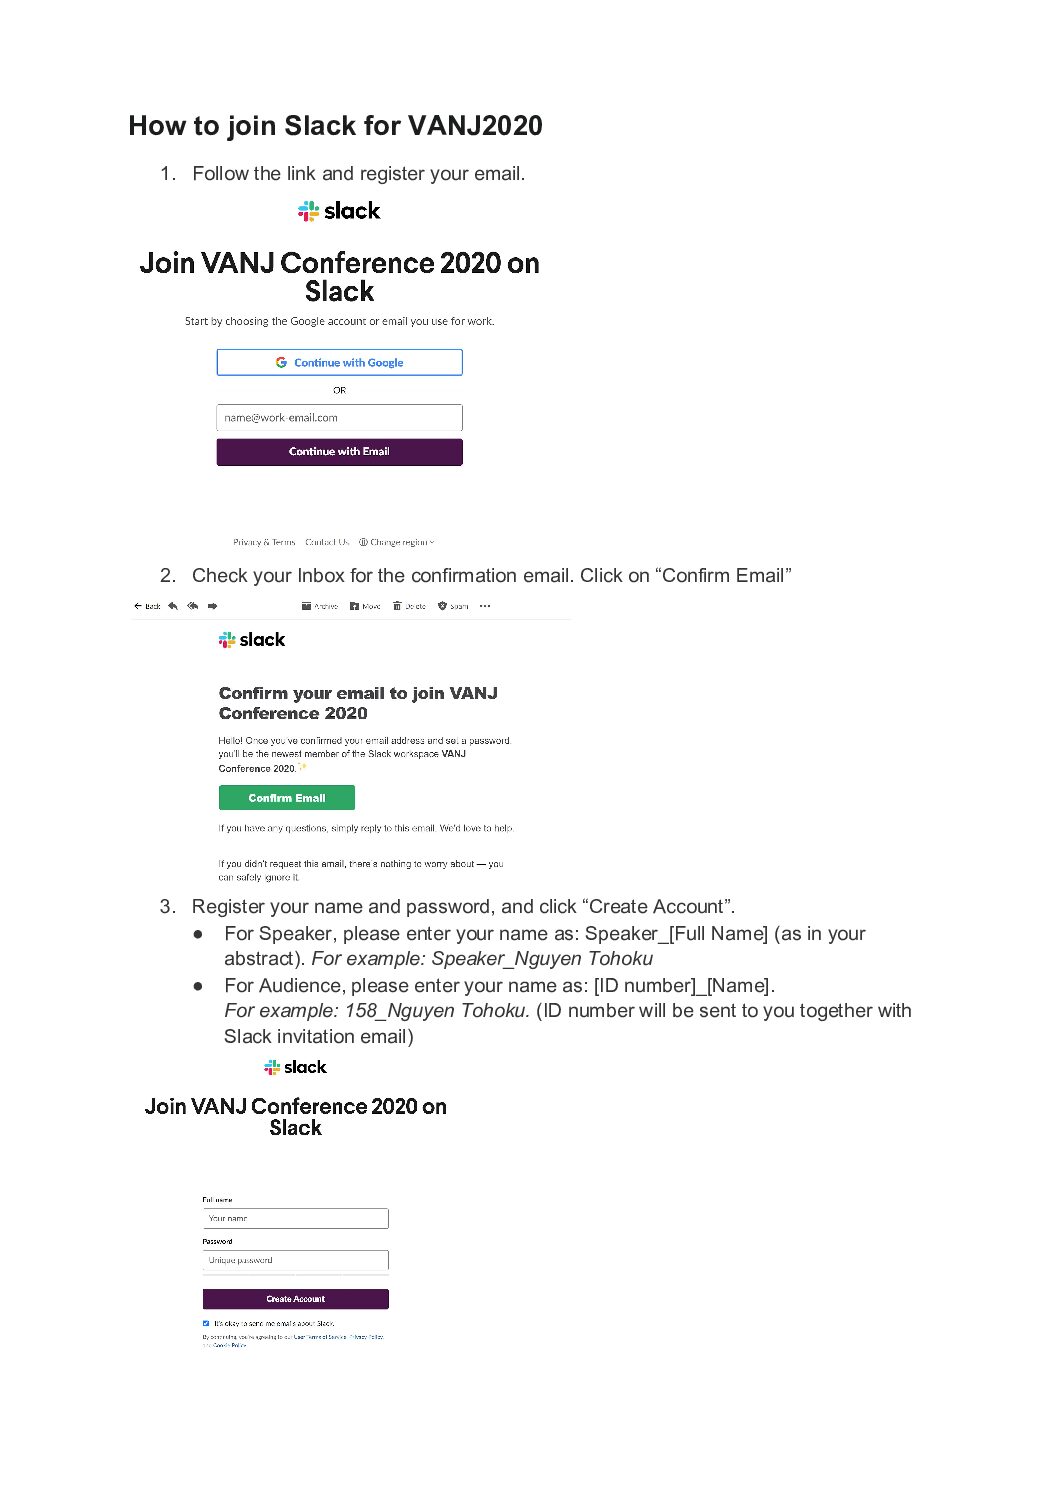 How to join Slack for VANJ2020
1. Follow the link and register your email.
slack
Join VANJ Conference 2020 on
Slack
Start by choosing the Google account or email you use for work.
Continue with Google
OR
name@work-email.com
Continue with Email
Privacy & Terms Contact Us Change region
2. Check your Inbox for the confirmation email. Click on “Confirm Email”
Back Archive Move Delete Spam •••
slack
Confirm your email to join VANJ
Conference 2020
Hello! Once you've confirmed your email address and set a password,
you'll be the newest member of the Slack workspace VANJ
Conference 2020.
Confirm Email
If you have any questions, simply reply to this email. We'd love to help.
If you didn't request this email, there's nothing to worry about — you
can safely ignore it.
3. Register your name and password, and click “Create Account”.
● For Speaker, please enter your name as: Speaker_[Full Name] (as in your
abstract). For example: Speaker_Nguyen Tohoku
● For Audience, please enter your name as: [ID number]_[Name].
For example: 158_Nguyen Tohoku. (ID number will be sent to you together with
Slack invitation email)
slack
Join VANJ Conference 2020 on
Slack
Full name
Your name
Password
Unique password
Create Account
It's okay to send me emails about Slack.
By continuing, you're agreeing to our User Terms of Service, Privacy Policy,
and Cookie Policy.